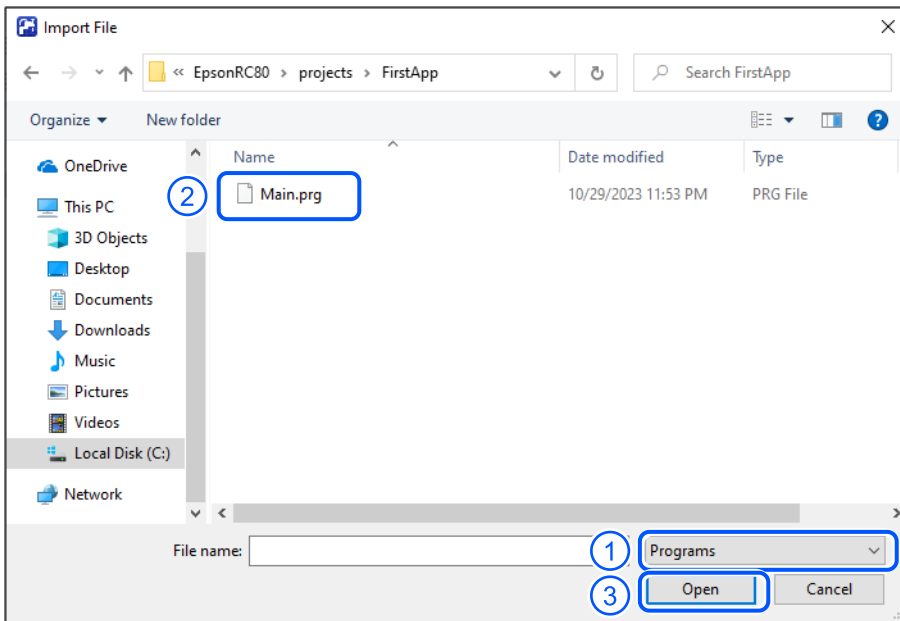 Import File
« EpsonRC80 › projects › FirstApp
Search FirstApp
Organize
New folder
?
Name
Date modified
Type
OneDrive
2
Main.prg
10/29/2023 11:53 PM
PRG File
This PC
3D Objects
Desktop
Documents
Downloads
Music
Pictures
Videos
Local Disk (C:)
Network
File name:
1
Programs
3
Open
Cancel